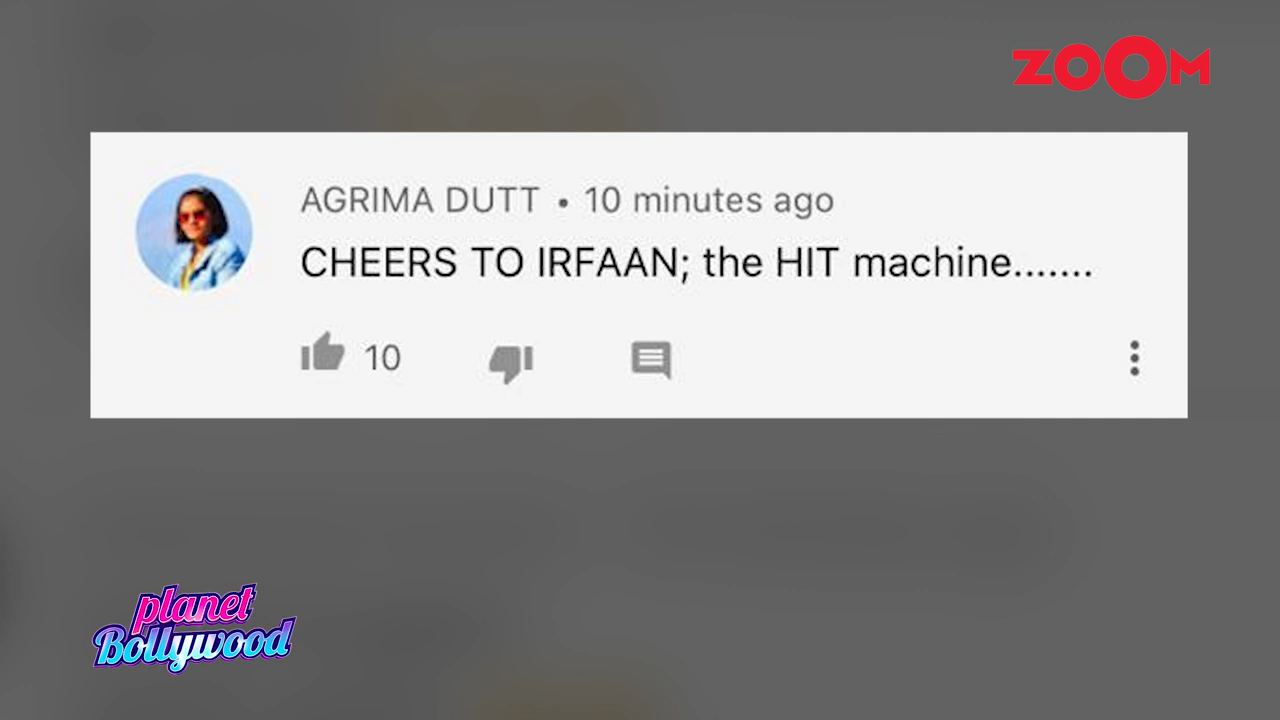 ZOOM
AGRIMA DUTT • 10 minutes ago
CHEERS TO IRFAAN; the HIT machine.......
10
planet
Bollywood